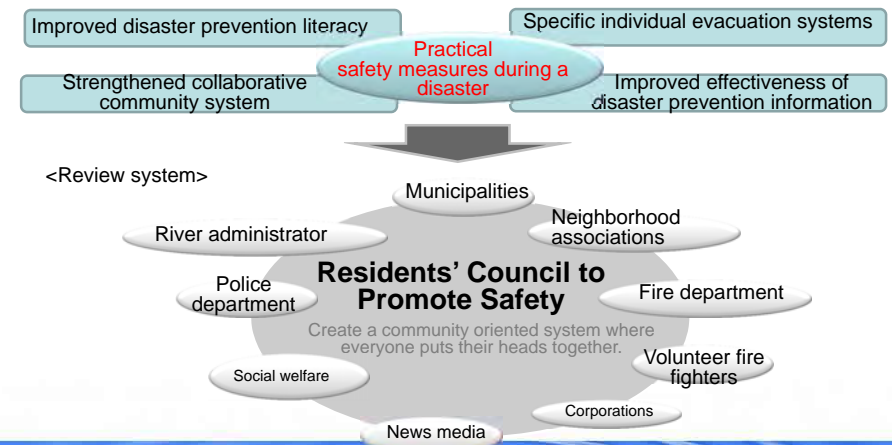 Improved disaster prevention literacy
Specific individual evacuation systems
Practical
safety measures during a
disaster
Strengthened collaborative
community system
Improved effectiveness of
disaster prevention information
<Review system>
Municipalities
Neighborhood
associations
River administrator
Police
department
Residents’ Council to
Promote Safety
Fire department
Create a community oriented system where
everyone puts their heads together.
Volunteer fire
fighters
Social welfare
Corporations
News media